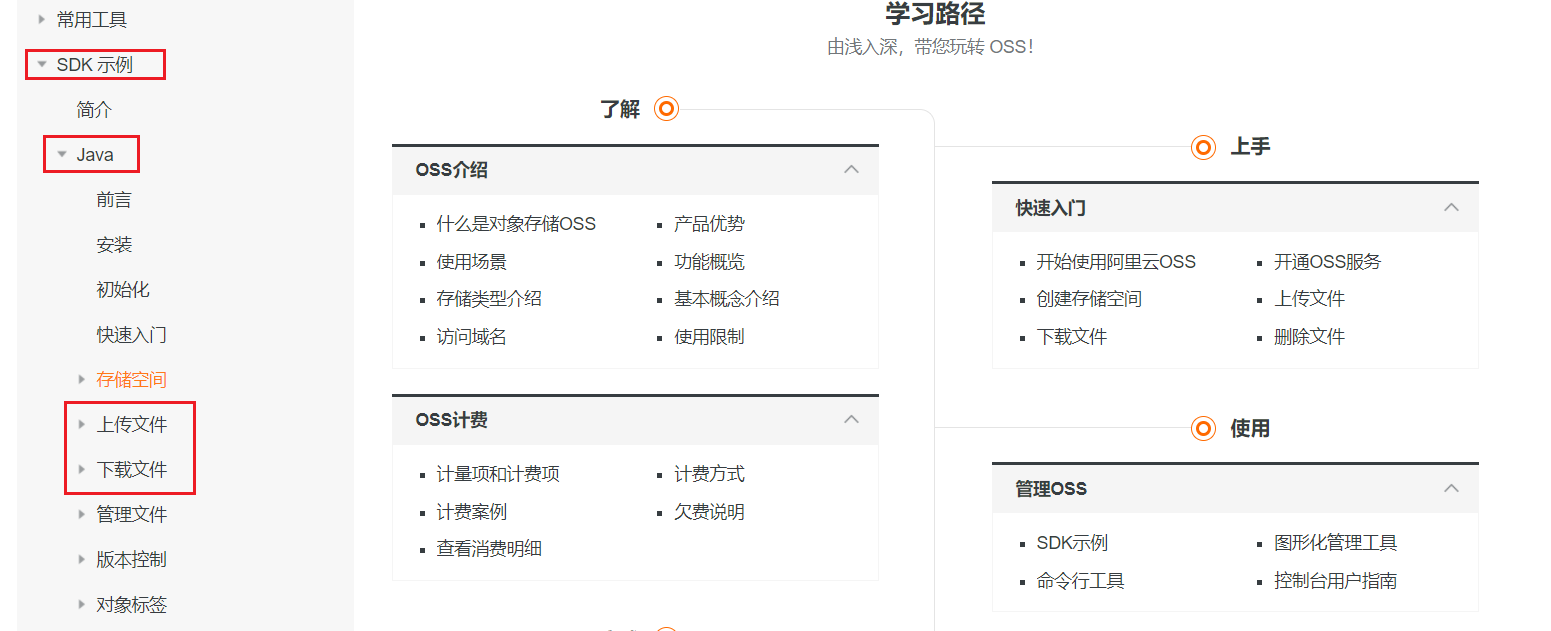 常用工具
SDK 示例
简介
Java
前言
安装
初始化
快速入门
存储空间
上传文件
下载文件
管理文件
版本控制
对象标签
学习路径
由浅入深，带您玩转 OSS！
了解
OSS介绍
什么是对象存储OSS
产品优势
使用场景
功能概览
存储类型介绍
基本概念介绍
访问域名
使用限制
OSS计费
计量项和计费项
计费方式
计费案例
欠费说明
查看消费明细
上手
快速入门
开始使用阿里云OSS
开通OSS服务
创建存储空间
上传文件
下载文件
删除文件
使用
管理OSS
SDK示例
图形化管理工具
命令行工具
控制台用户指南